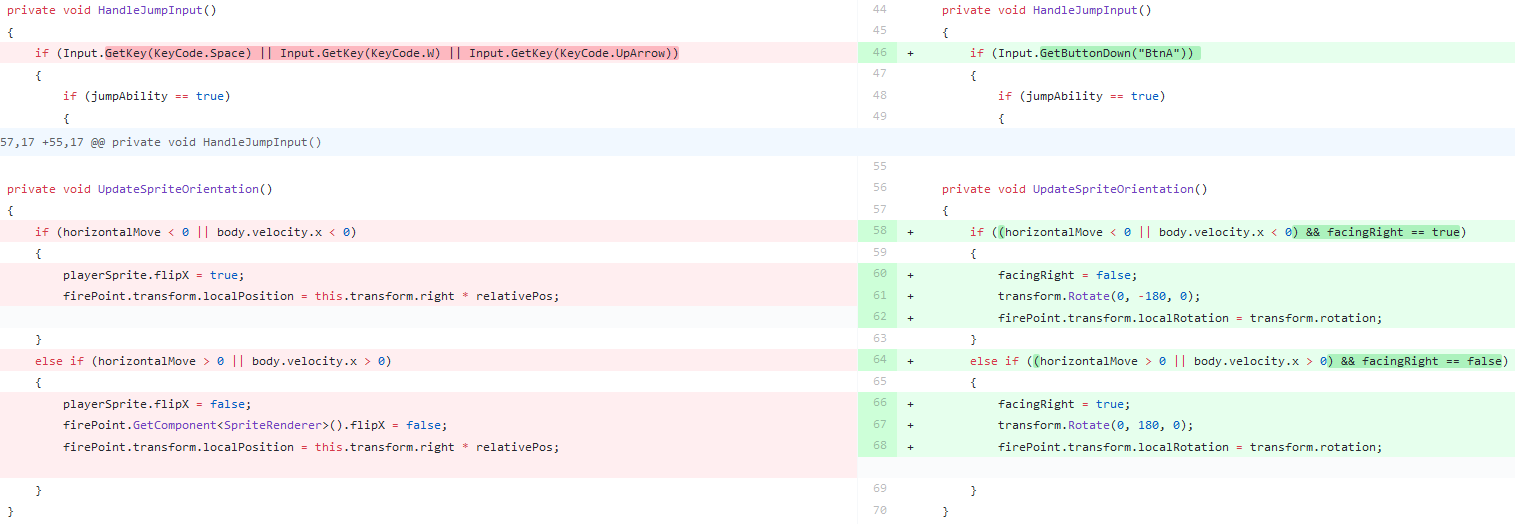 private void HandleJumpInput()
{
if (Input.GetKey(KeyCode.Space) || Input.GetKey(KeyCode.W) || Input.GetKey(KeyCode.UpArrow))
{
if (jumpAbility == true)
{
57,17 +55,17 @@ private void HandleJumpInput()
private void UpdateSpriteOrientation()
{
if (horizontalMove < 0 || body.velocity.x < 0)
{
playerSprite.flipX = true;
firePoint.transform.localPosition = this.transform.right * relativePos;
}
else if (horizontalMove > 0 || body.velocity.x > 0)
{
playerSprite.flipX = false;
firePoint.GetComponent<SpriteRenderer>().flipX = false;
firePoint.transform.localPosition = this.transform.right * relativePos;
}
}
44 private void HandleJumpInput()
45 {
46 + if (Input.GetButtonDown("BtnA"))
47 {
48 if (jumpAbility == true)
49 {
55
56 private void UpdateSpriteOrientation()
57 {
58 + if ((horizontalMove < 0 || body.velocity.x < 0) && facingRight == true)
59 {
60 + facingRight = false;
61 + transform.Rotate(0, -180, 0);
62 + firePoint.transform.localRotation = transform.rotation;
63 }
64 + else if ((horizontalMove > 0 || body.velocity.x > 0) && facingRight == false)
65 {
66 + facingRight = true;
67 + transform.Rotate(0, 180, 0);
68 + firePoint.transform.localRotation = transform.rotation;
69 }
70 }